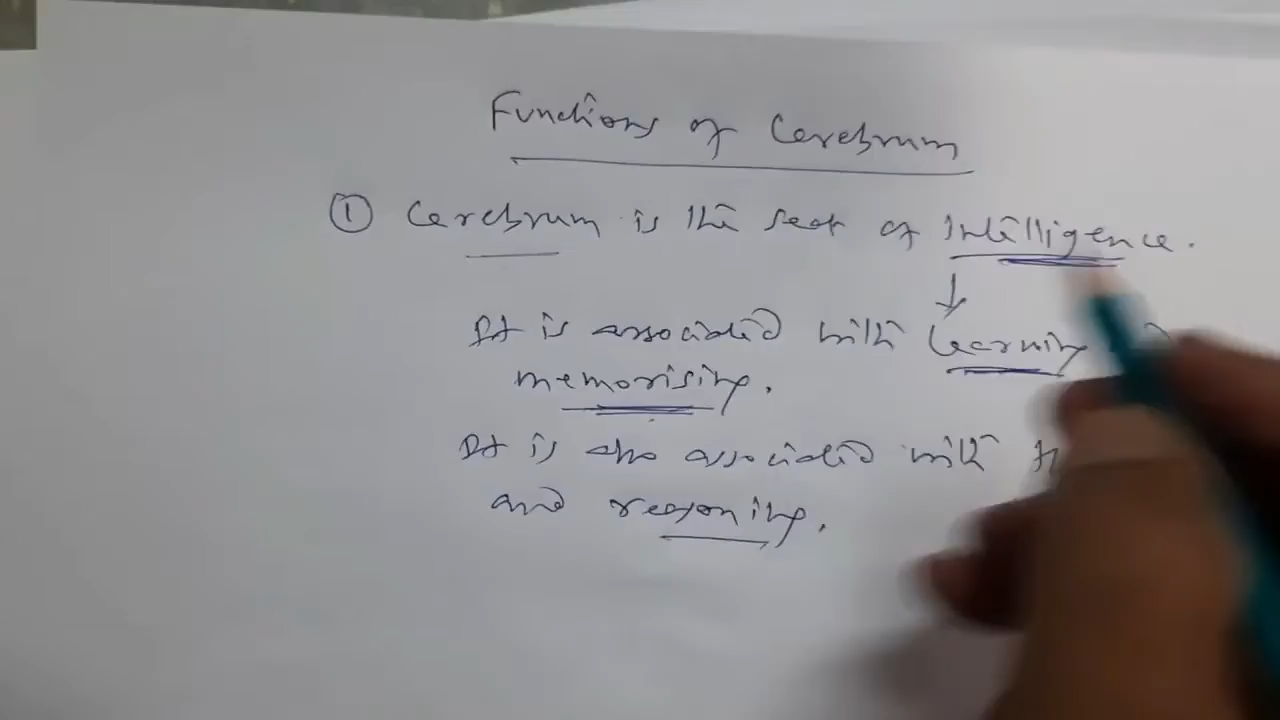 Functions of Cerebrum
① Cerebrum is the seat of Intelligence.
↓
It is associated with learning
memorising.
It is also associated with
and reasoning.